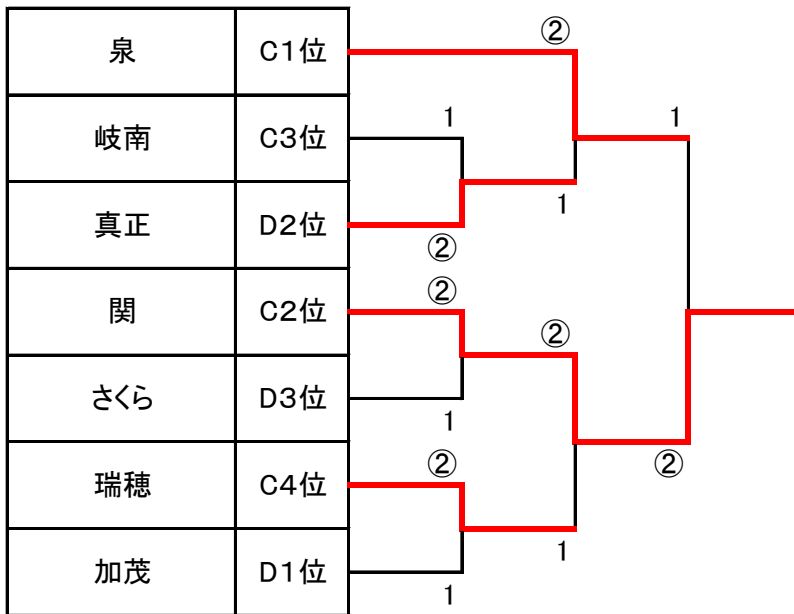 ②
泉 C1位
1 1
岐南 C3位
1
真正 D2位
②
②
関 C2位
②
さくら D3位
1
② ②
瑞穂 C4位
1
加茂 D1位
1